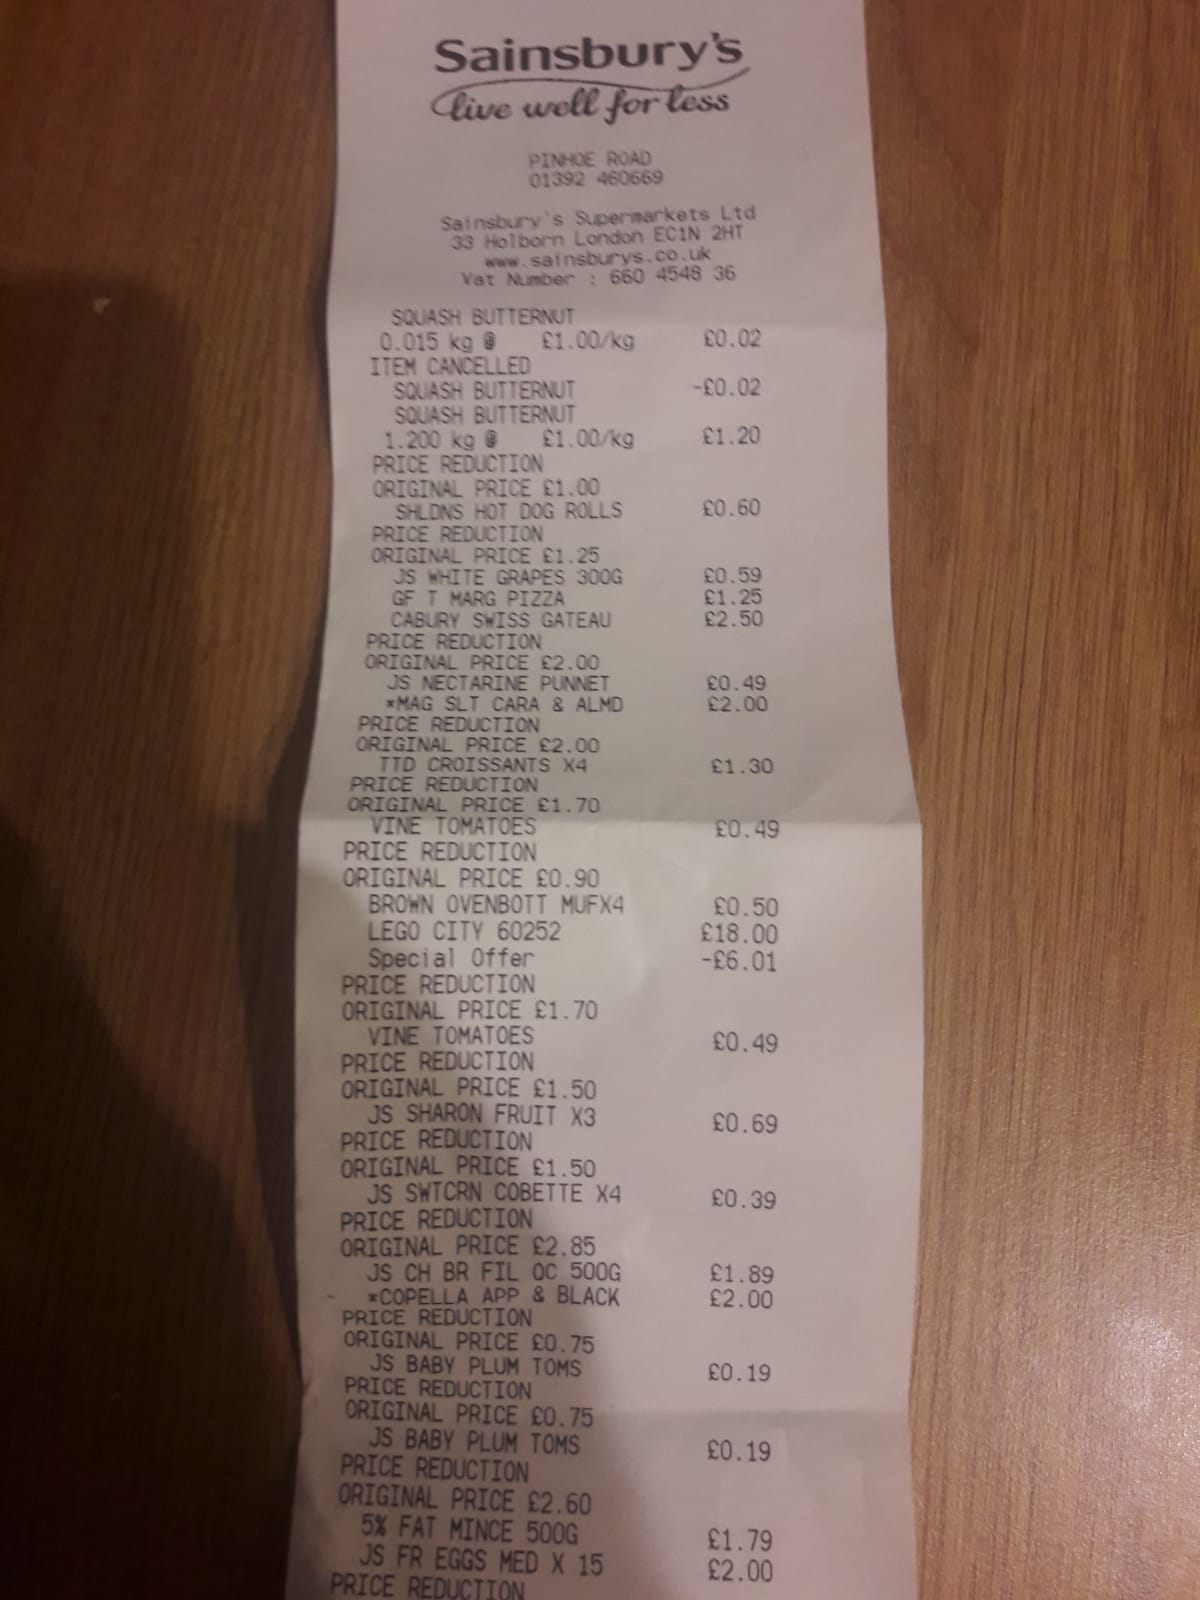 Sainsbury's
live well for less
PINHOE ROAD
01392 460669
Sainsbury's Supermarkets Ltd
33 Holborn London EC1N 2HT
www.sainsburys.co.uk
Vat Number : 660 4548 36
SQUASH BUTTERNUT
0.015 kg @ £1.00/kg £0.02
ITEM CANCELLED
SQUASH BUTTERNUT -£0.02
SQUASH BUTTERNUT
1.200 kg @ £1.00/kg £1.20
PRICE REDUCTION
ORIGINAL PRICE £1.00
SHLDNS HOT DOG ROLLS £0.60
PRICE REDUCTION
ORIGINAL PRICE £1.25
JS WHITE GRAPES 300G £0.59
GF T MARG PIZZA £1.25
CABURY SWISS GATEAU £2.50
PRICE REDUCTION
ORIGINAL PRICE £2.00
JS NECTARINE PUNNET £0.49
*MAG SLT CARA & ALMD £2.00
PRICE REDUCTION
ORIGINAL PRICE £2.00
TTD CROISSANTS X4 £1.30
PRICE REDUCTION
ORIGINAL PRICE £1.70
VINE TOMATOES £0.49
PRICE REDUCTION
ORIGINAL PRICE £0.90
BROWN OVENBOTT MUFX4 £0.50
LEGO CITY 60252 £18.00
Special Offer -£6.01
PRICE REDUCTION
ORIGINAL PRICE £1.70
VINE TOMATOES £0.49
PRICE REDUCTION
ORIGINAL PRICE £1.50
JS SHARON FRUIT X3 £0.69
PRICE REDUCTION
ORIGINAL PRICE £1.50
JS SWTCRN COBETTE X4 £0.39
PRICE REDUCTION
ORIGINAL PRICE £2.85
JS CH BR FIL QC 500G £1.89
*COPELLA APP & BLACK £2.00
PRICE REDUCTION
ORIGINAL PRICE £0.75
JS BABY PLUM TOMS £0.19
PRICE REDUCTION
ORIGINAL PRICE £0.75
JS BABY PLUM TOMS £0.19
PRICE REDUCTION
ORIGINAL PRICE £2.60
5% FAT MINCE 500G £1.79
JS FR EGGS MED X 15 £2.00
PRICE REDUCTION